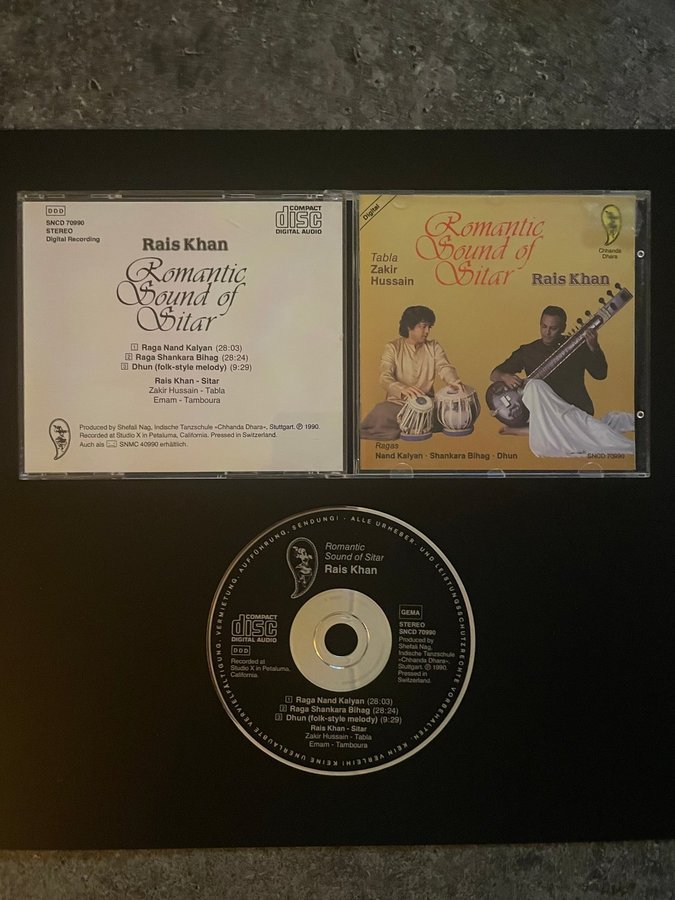 DDD
SNCD 70990
STEREO
Digital Recording
COMPACT
disc
DIGITAL AUDIO
Rais Khan
Romantic
Sound of
Sitar
1 Raga Nand Kalyan (28:03)
2 Raga Shankara Bihag (28:24)
3 Dhun (folk-style melody) (9:29)
Rais Khan - Sitar
Zakir Hussain - Tabla
Emam - Tamboura
Produced by Shefali Nag, Indische Tanzschule «Chhanda Dhara», Stuttgart. ℗ 1990.
Recorded at Studio X in Petaluma, California. Pressed in Switzerland.
Auch als SNMC 40990 erhältlich.
Digital
Romantic
Sound of
Sitar
Chhanda
Dhara
Tabla
Zakir
Hussain
Rais Khan
Ragas
Nand Kalyan · Shankara Bihag · Dhun
SNCD 70990
ALLE URHEBER- UND LEISTUNGSSCHUTZRECHTE VORBEHALTEN. KEIN VERLEIH! KEINE UNERLAUBTE VERVIELFÄLTIGUNG, VERMIETUNG, AUFFÜHRUNG, SENDUNG!
Romantic
Sound of Sitar
Rais Khan
COMPACT
disc
DIGITAL AUDIO
DDD
Recorded at
Studio X in Petaluma,
California.
GEMA
STEREO
SNCD 70990
Produced by
Shefali Nag,
Indische Tanzschule
«Chhanda Dhara»,
Stuttgart. ℗ 1990.
Pressed in
Switzerland.
1 Raga Nand Kalyan (28:03)
2 Raga Shankara Bihag (28:24)
3 Dhun (folk-style melody) (9:29)
Rais Khan - Sitar
Zakir Hussain - Tabla
Emam - Tamboura